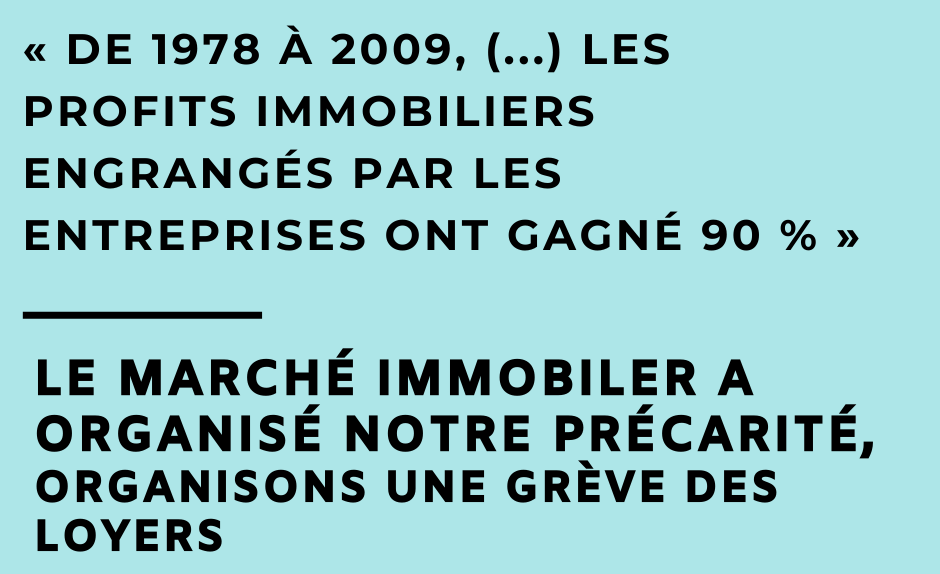 « DE 1978 À 2009, (...) LES
PROFITS IMMOBILIERS
ENGRANGÉS PAR LES
ENTREPRISES ONT GAGNÉ 90 % »
LE MARCHÉ IMMOBILER A
ORGANISÉ NOTRE PRÉCARITÉ,
ORGANISONS UNE GRÈVE DES
LOYERS